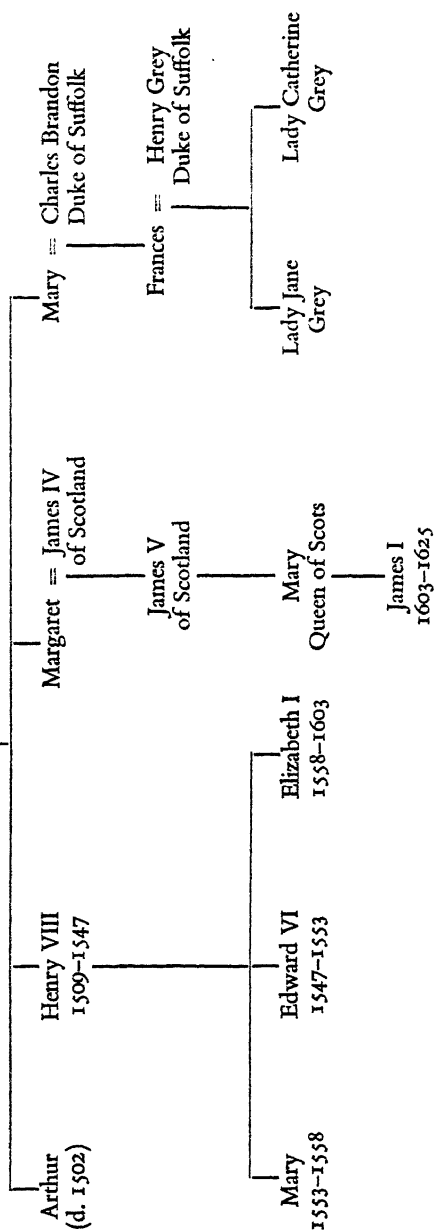 Arthur
(d. 1502)
Henry VIII
1509–1547
Margaret = James IV
of Scotland
Mary = Charles Brandon
Duke of Suffolk
James V
of Scotland
Frances = Henry Grey
Duke of Suffolk
Mary
1553–1558
Edward VI
1547–1553
Elizabeth I
1558–1603
Mary
Queen of Scots
Lady Jane
Grey
Lady Catherine
Grey
James I
1603–1625